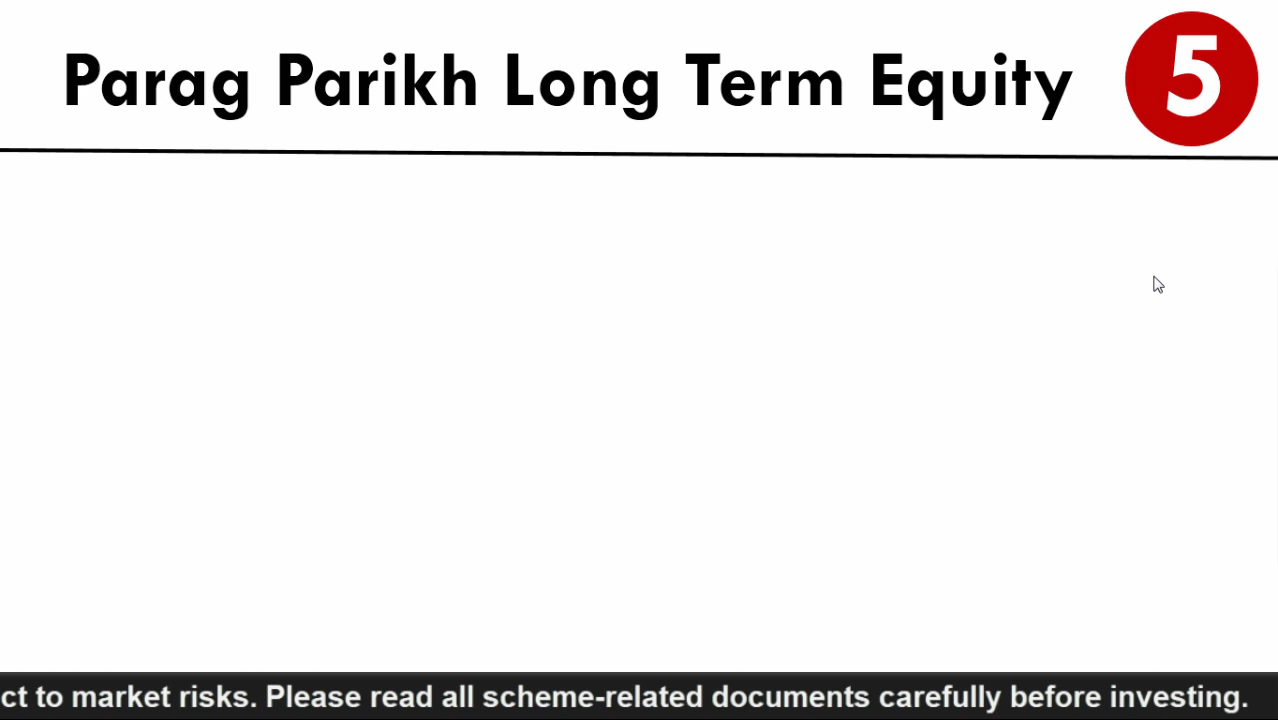 Parag Parikh Long Term Equity 5
ct to market risks. Please read all scheme-related documents carefully before investing.